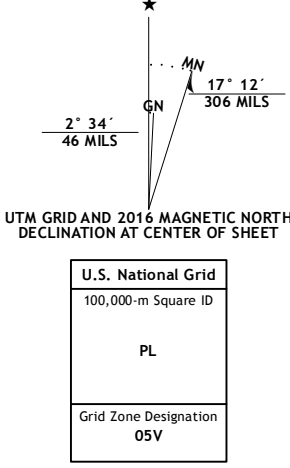 ★
MN
GN
17° 12´
306 MILS
2° 34´
46 MILS
UTM GRID AND 2016 MAGNETIC NORTH
DECLINATION AT CENTER OF SHEET
U.S. National Grid
100,000-m Square ID
PL
Grid Zone Designation
05V